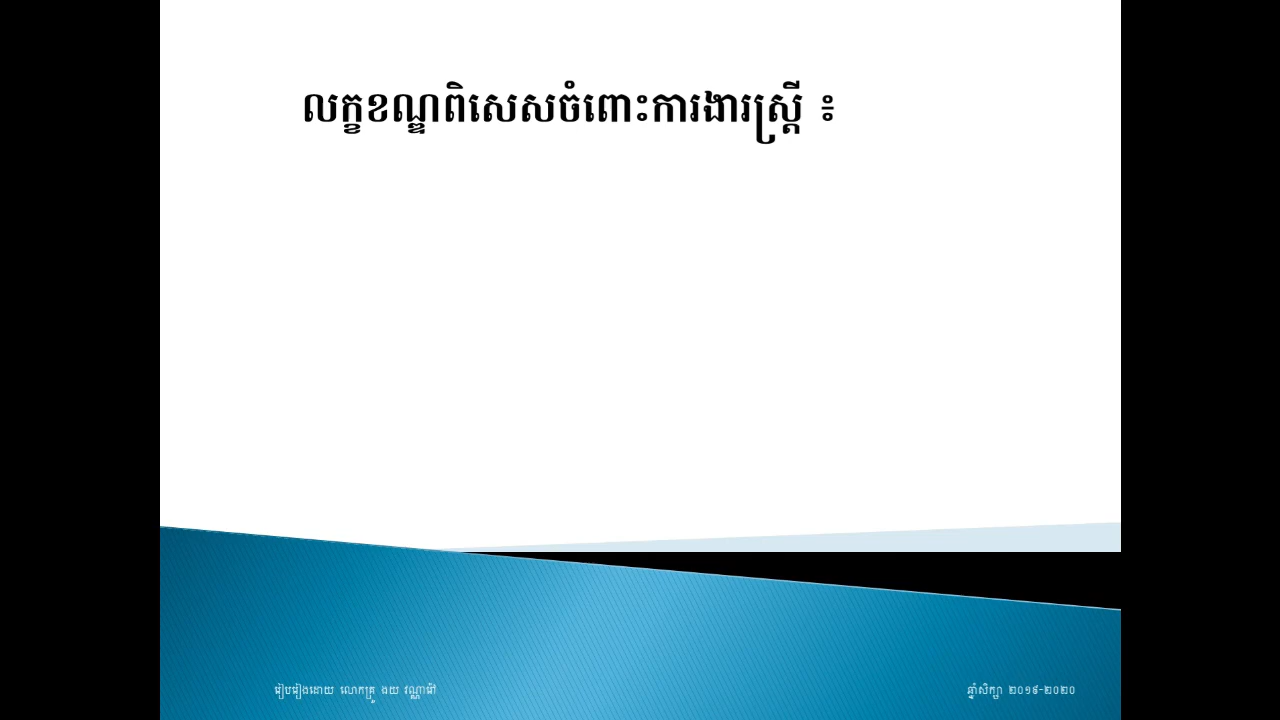 លក្ខខណ្ឌពិសេសចំពោះការងារស្ត្រី ៖
រៀបរៀងដោយ លោកគ្រូ ងយ វណ្ណារ៉ៅ
ឆ្នាំសិក្សា ២០១៩-២០២០